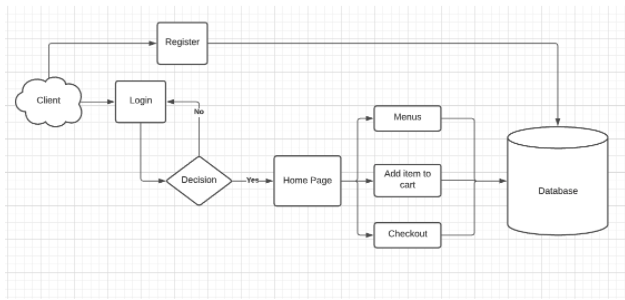 Register
Client
Login
No
Menus
Decision
Yes
Home Page
Add item to
cart
Database
Checkout